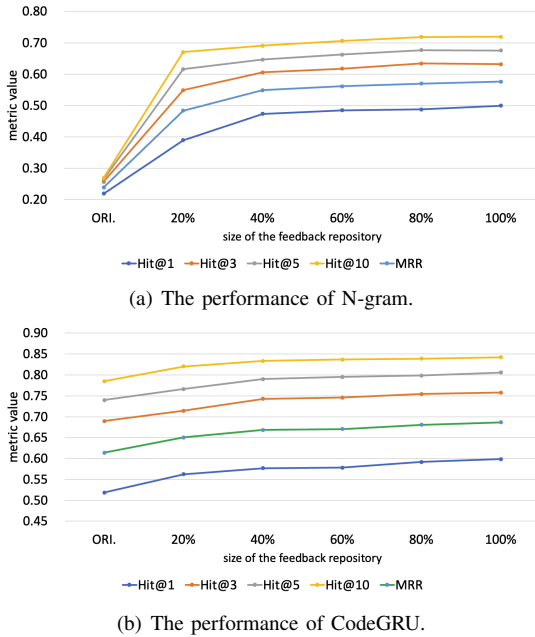 0.80
0.70
0.60
0.50
0.40
0.30
0.20
metric value
ORI. 20% 40% 60% 80% 100%
size of the feedback repository
Hit@1 Hit@3 Hit@5 Hit@10 MRR
(a) The performance of N-gram.
0.90
0.85
0.80
0.75
0.70
0.65
0.60
0.55
0.50
0.45
metric value
ORI. 20% 40% 60% 80% 100%
size of the feedback repository
Hit@1 Hit@3 Hit@5 Hit@10 MRR
(b) The performance of CodeGRU.